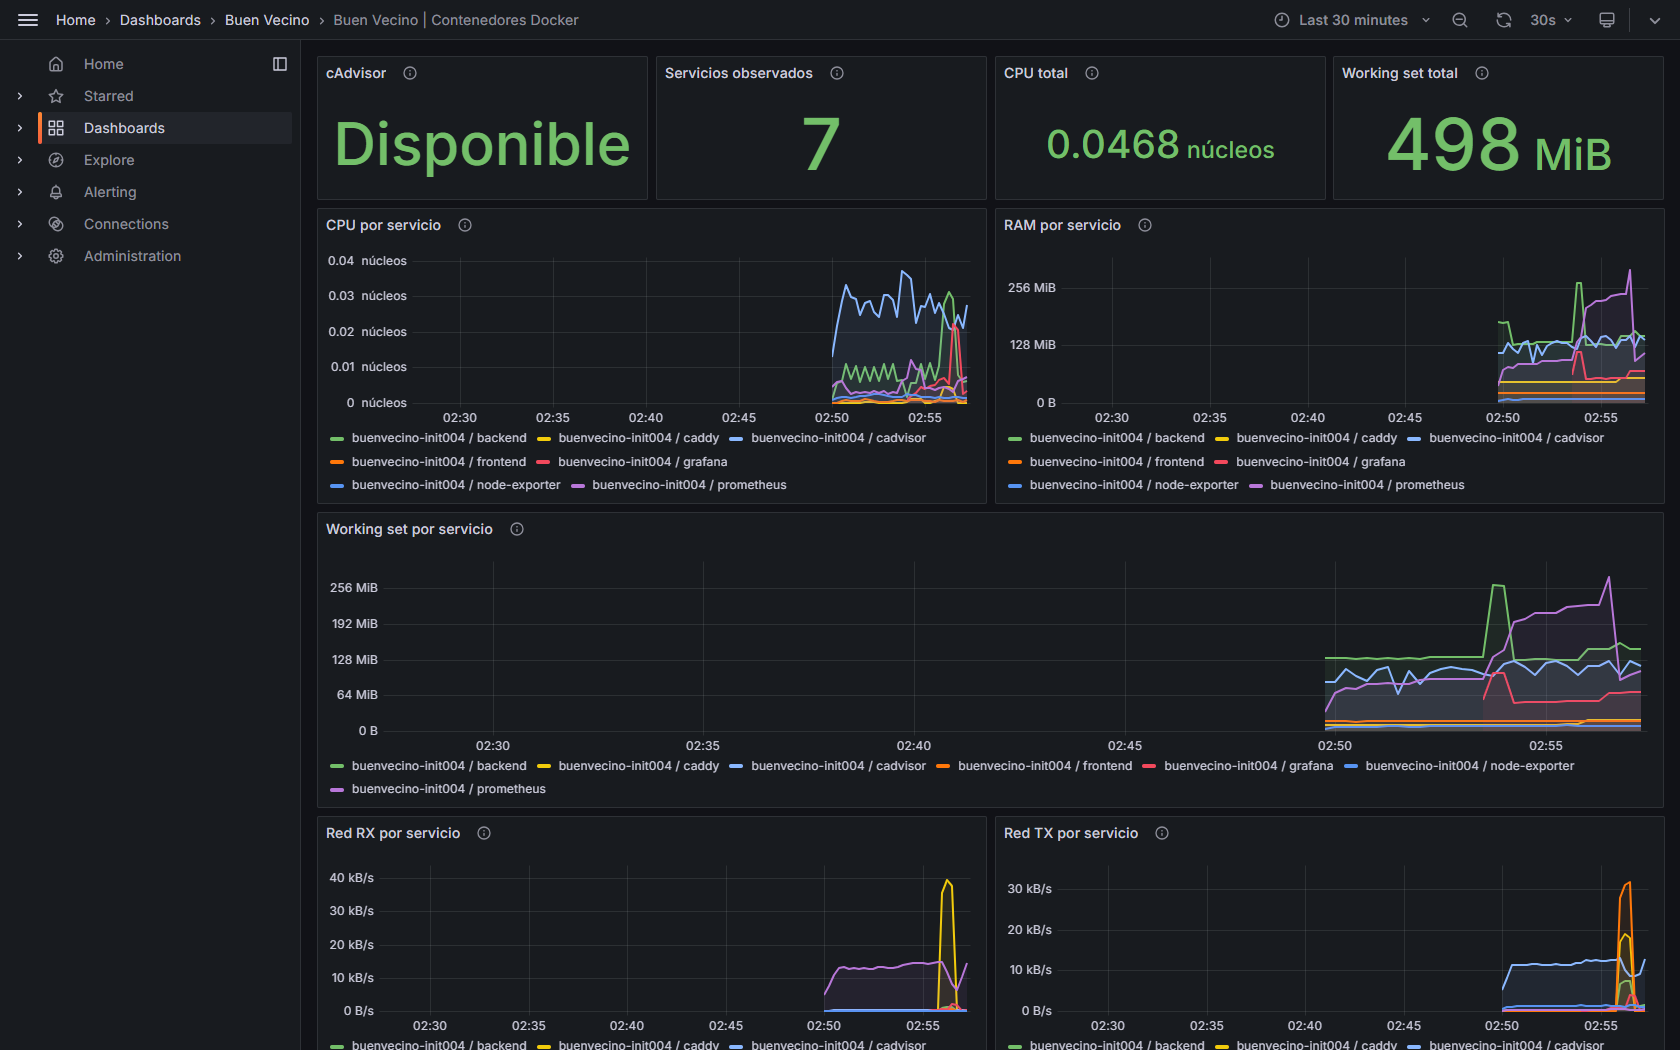 Home › Dashboards › Buen Vecino › Buen Vecino | Contenedores Docker
Last 30 minutes
30s
Home
Starred
Dashboards
Explore
Alerting
Connections
Administration
cAdvisor
Disponible
Servicios observados
7
CPU total
0.0468 núcleos
Working set total
498 MiB
CPU por servicio
0.04 núcleos
0.03 núcleos
0.02 núcleos
0.01 núcleos
0 núcleos
02:30 02:35 02:40 02:45 02:50 02:55
buenvecino-init004 / backend buenvecino-init004 / caddy buenvecino-init004 / cadvisor
buenvecino-init004 / frontend buenvecino-init004 / grafana
buenvecino-init004 / node-exporter buenvecino-init004 / prometheus
RAM por servicio
256 MiB
128 MiB
0 B
02:30 02:35 02:40 02:45 02:50 02:55
buenvecino-init004 / backend buenvecino-init004 / caddy buenvecino-init004 / cadvisor
buenvecino-init004 / frontend buenvecino-init004 / grafana
buenvecino-init004 / node-exporter buenvecino-init004 / prometheus
Working set por servicio
256 MiB
192 MiB
128 MiB
64 MiB
0 B
02:30 02:35 02:40 02:45 02:50 02:55
buenvecino-init004 / backend buenvecino-init004 / caddy buenvecino-init004 / cadvisor buenvecino-init004 / frontend buenvecino-init004 / grafana buenvecino-init004 / node-exporter
buenvecino-init004 / prometheus
Red RX por servicio
40 kB/s
30 kB/s
20 kB/s
10 kB/s
0 B/s
02:30 02:35 02:40 02:45 02:50 02:55
buenvecino-init004 / backend buenvecino-init004 / caddy buenvecino-init004 / cadvisor
Red TX por servicio
30 kB/s
20 kB/s
10 kB/s
0 B/s
02:30 02:35 02:40 02:45 02:50 02:55
buenvecino-init004 / backend buenvecino-init004 / caddy buenvecino-init004 / cadvisor